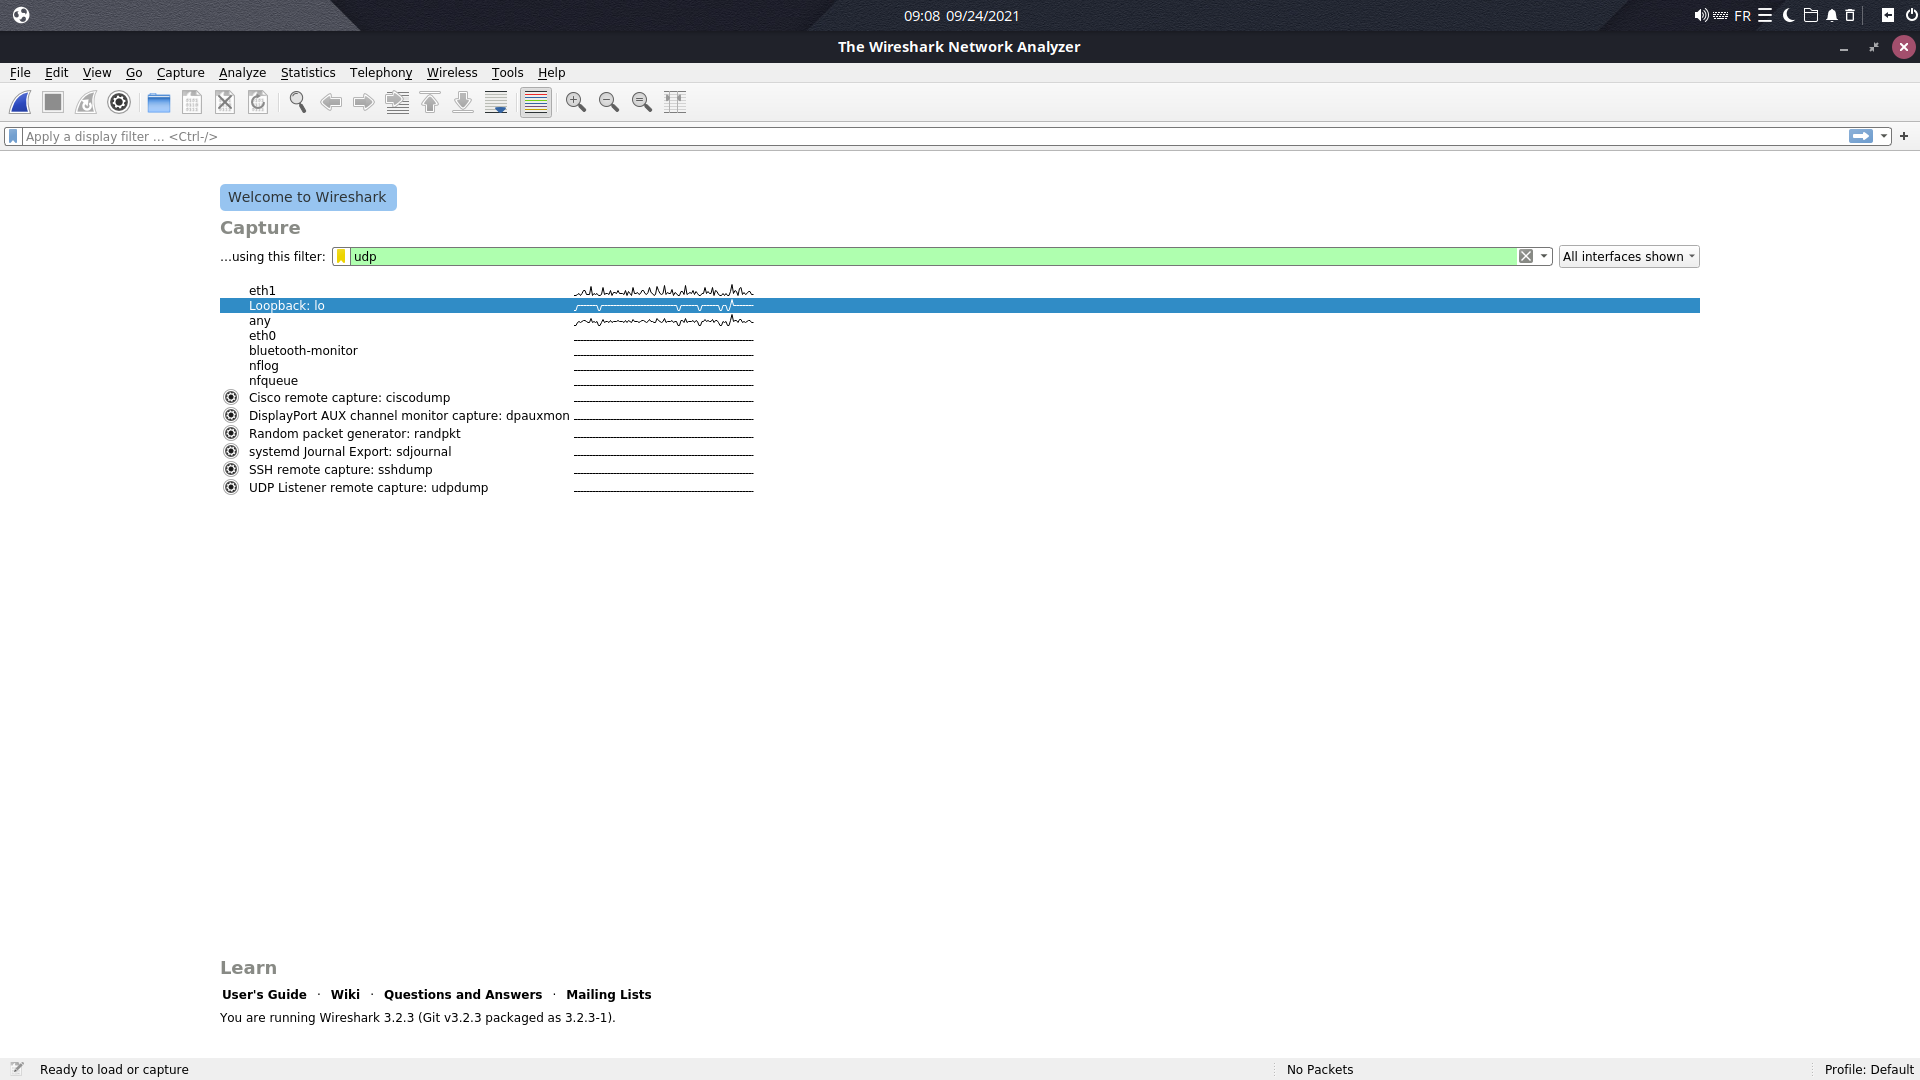 09:08 09/24/2021
FR
The Wireshark Network Analyzer
File Edit View Go Capture Analyze Statistics Telephony Wireless Tools Help
Apply a display filter … <Ctrl-/>
+
Welcome to Wireshark
Capture
…using this filter: udp All interfaces shown
eth1
Loopback: lo
any
eth0
bluetooth-monitor
nflog
nfqueue
Cisco remote capture: ciscodump
DisplayPort AUX channel monitor capture: dpauxmon
Random packet generator: randpkt
systemd Journal Export: sdjournal
SSH remote capture: sshdump
UDP Listener remote capture: udpdump
Learn
User's Guide · Wiki · Questions and Answers · Mailing Lists
You are running Wireshark 3.2.3 (Git v3.2.3 packaged as 3.2.3-1).
Ready to load or capture No Packets Profile: Default